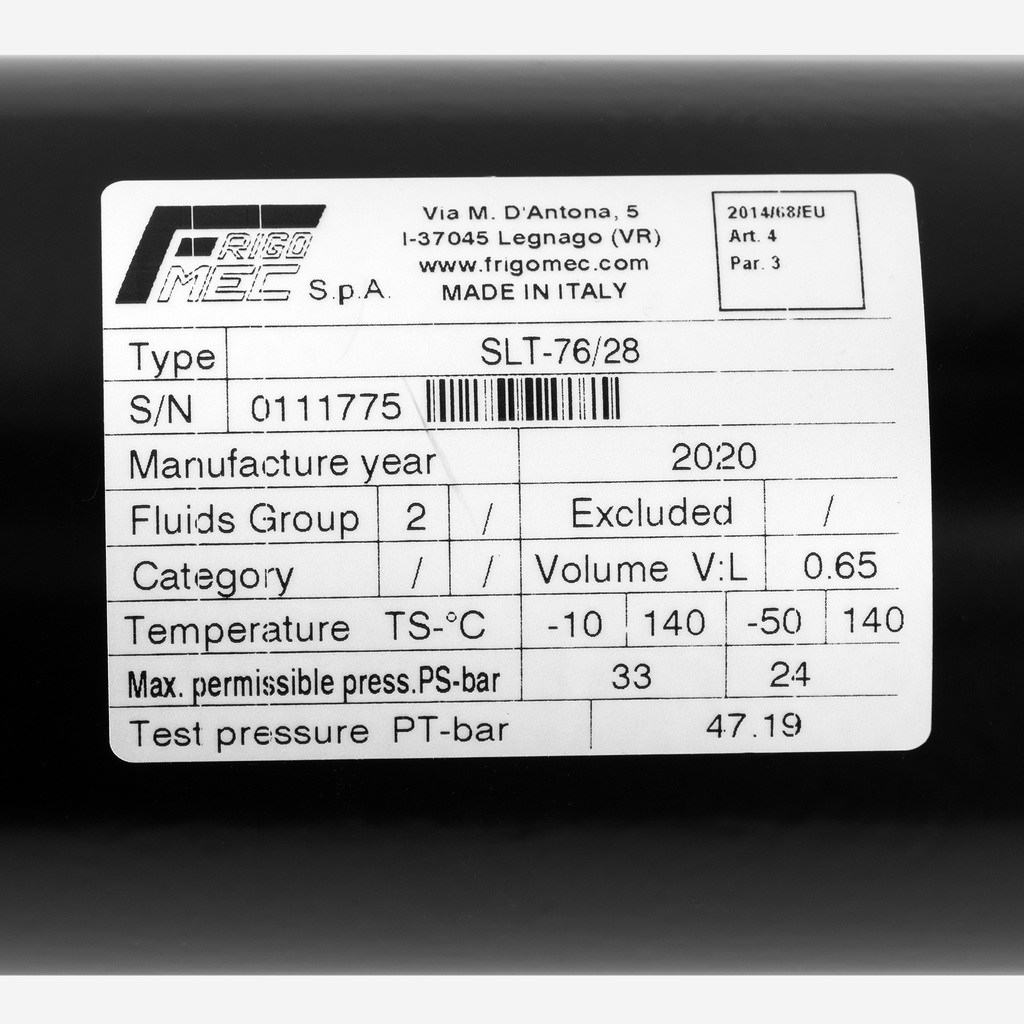 FRIGO
MEC S.p.A.
Via M. D'Antona, 5
I-37045 Legnago (VR)
www.frigomec.com
MADE IN ITALY
2014/68/EU
Art. 4
Par. 3
Type SLT-76/28
S/N 0111775
Manufacture year 2020
Fluids Group 2 / Excluded /
Category / / Volume V:L 0.65
Temperature TS-°C -10 140 -50 140
Max. permissible press.PS-bar 33 24
Test pressure PT-bar 47.19